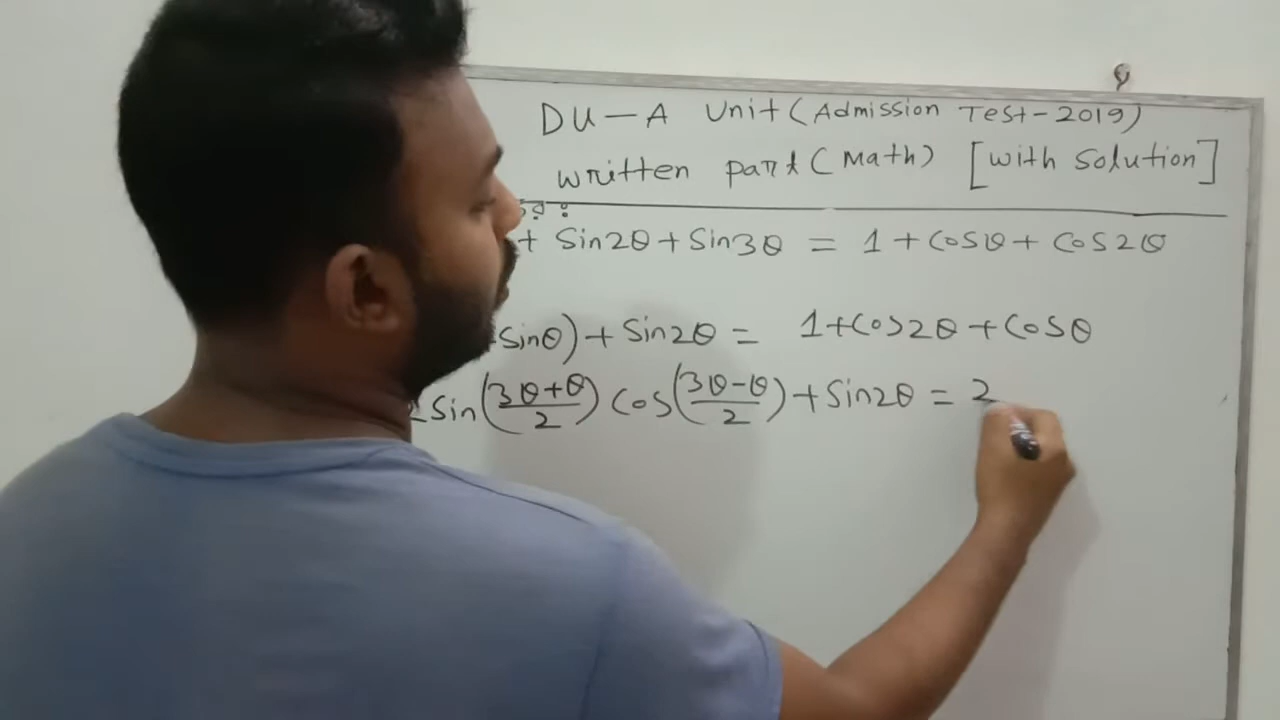 DU-A Unit (Admission Test-2019)
written part (Math) [with Solution]
+ Sin2θ + Sin3θ = 1 + Cosθ + Cos2θ
Sinθ) + Sin2θ = 1 + Cos2θ + Cosθ
2Sin((3θ+θ)/2) Cos((3θ-θ)/2) + Sin2θ = 2